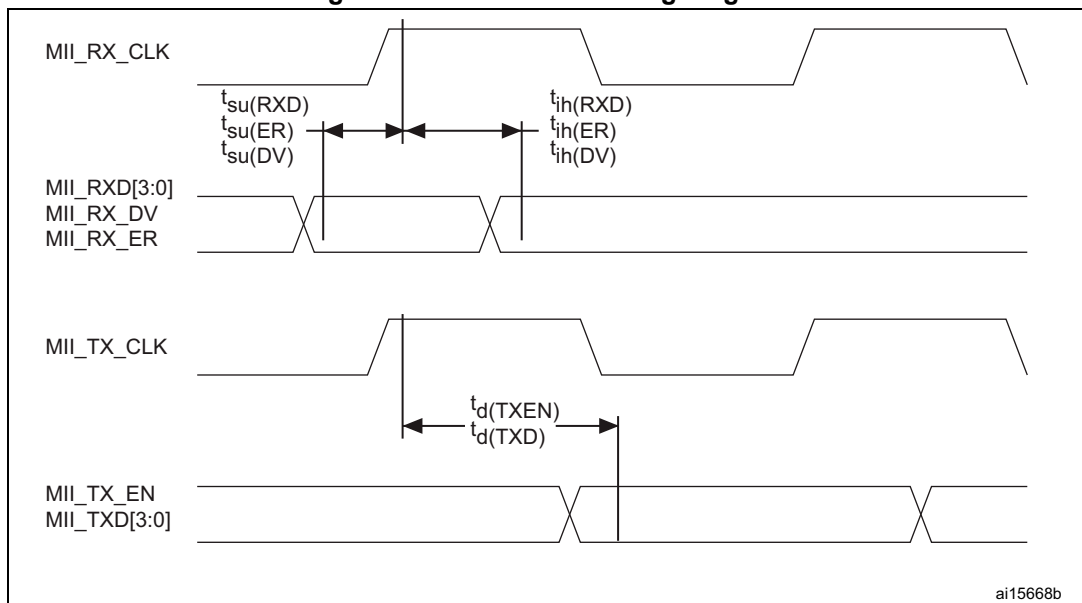 MII_RX_CLK
tsu(RXD)
tsu(ER)
tsu(DV)
tih(RXD)
tih(ER)
tih(DV)
MII_RXD[3:0]
MII_RX_DV
MII_RX_ER
MII_TX_CLK
td(TXEN)
td(TXD)
MII_TX_EN
MII_TXD[3:0]
ai15668b